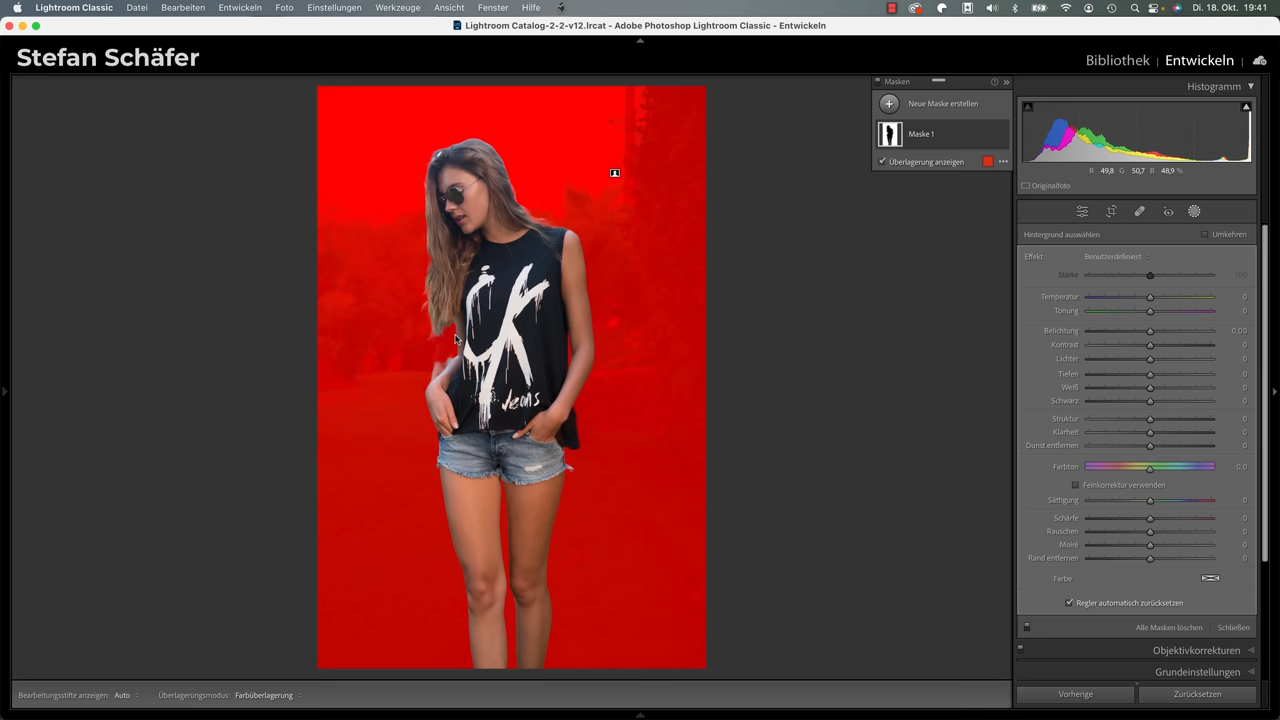 Lightroom Classic Datei Bearbeiten Entwickeln Foto Einstellungen Werkzeuge Ansicht Fenster Hilfe Di. 18. Okt. 19:41
Lightroom Catalog-2-2-v12.lrcat - Adobe Photoshop Lightroom Classic - Entwickeln
Stefan Schäfer
Bibliothek Entwickeln
Masken
Neue Maske erstellen
Maske 1
Überlagerung anzeigen
Histogramm
R 49,8 G 50,7 B 48,9 %
Originalfoto
Hintergrund auswählen Umkehren
Effekt: Benutzerdefiniert
Stärke 100
Temperatur 0
Tonung 0
Belichtung 0,00
Kontrast 0
Lichter 0
Tiefen 0
Weiß 0
Schwarz 0
Struktur 0
Klarheit 0
Dunst entfernen 0
Farbton 0,0
Feinkorrektur verwenden
Sättigung 0
Schärfe 0
Rauschen 0
Moiré 0
Rand entfernen 0
Farbe
Regler automatisch zurücksetzen
Alle Masken löschen Schließen
Objektivkorrekturen
Grundeinstellungen
Vorherige Zurücksetzen
Jeans
Bearbeitungsstifte anzeigen: Auto Überlagerungsmodus: Farbüberlagerung